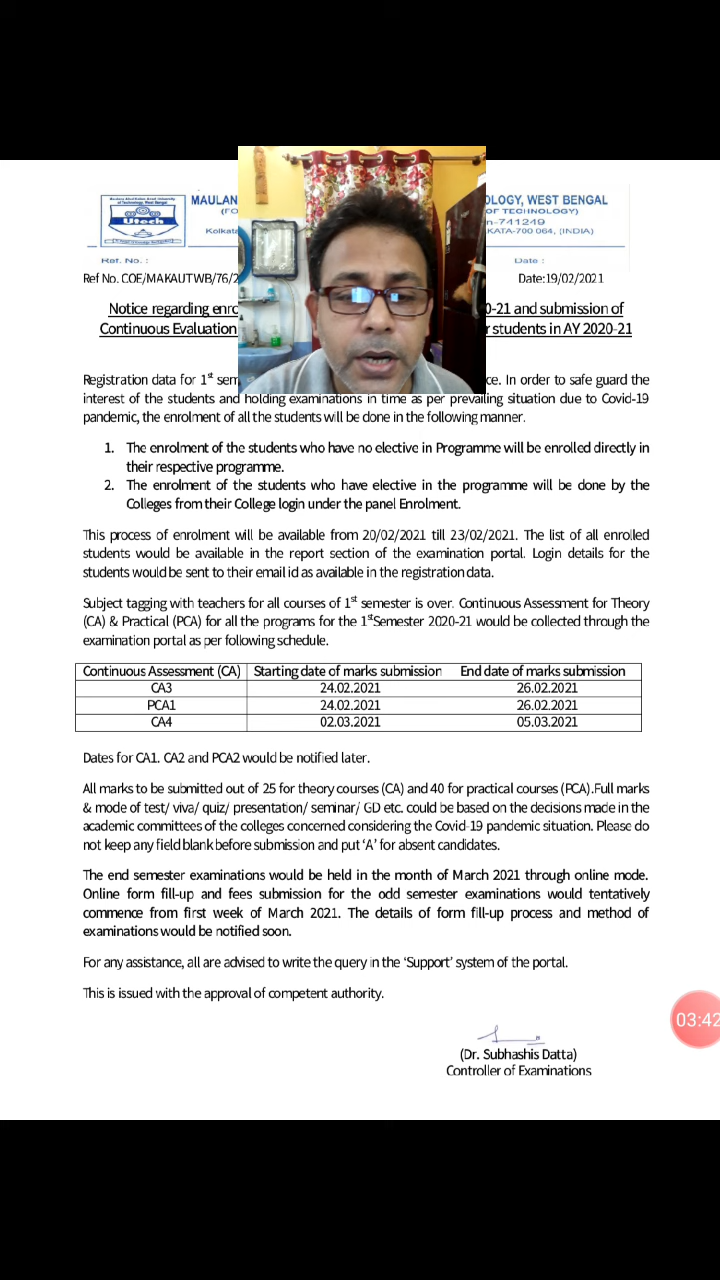 MAULAN OLOGY, WEST BENGAL
(FO OF TECHNOLOGY)
n-741249
Kolkata KATA-700 064, (INDIA)
Utech
Ref. No. : Date :
Ref No. COE/MAKAUTWB/76/2 Date:19/02/2021
Notice regarding enro 0-21 and submission of
Continuous Evaluation r students in AY 2020-21
Registration data for 1st sem ce. In order to safe guard the
interest of the students and holding examinations in time as per prevailing situation due to Covid-19
pandemic, the enrolment of all the students will be done in the following manner.
1. The enrolment of the students who have no elective in Programme will be enrolled directly in
their respective programme.
2. The enrolment of the students who have elective in the programme will be done by the
Colleges from their College login under the panel Enrolment.
This process of enrolment will be available from 20/02/2021 till 23/02/2021. The list of all enrolled
students would be available in the report section of the examination portal. Login details for the
students would be sent to their email id as available in the registration data.
Subject tagging with teachers for all courses of 1st semester is over. Continuous Assessment for Theory
(CA) & Practical (PCA) for all the programs for the 1stSemester 2020-21 would be collected through the
examination portal as per following schedule.
Continuous Assessment (CA) Starting date of marks submission End date of marks submission
CA3 24.02.2021 26.02.2021
PCA1 24.02.2021 26.02.2021
CA4 02.03.2021 05.03.2021
Dates for CA1. CA2 and PCA2 would be notified later.
All marks to be submitted out of 25 for theory courses (CA) and 40 for practical courses (PCA).Full marks
& mode of test/ viva/ quiz/ presentation/ seminar/ GD etc. could be based on the decisions made in the
academic committees of the colleges concerned considering the Covid-19 pandemic situation. Please do
not keep any field blank before submission and put ‘A’ for absent candidates.
The end semester examinations would be held in the month of March 2021 through online mode.
Online form fill-up and fees submission for the odd semester examinations would tentatively
commence from first week of March 2021. The details of form fill-up process and method of
examinations would be notified soon.
For any assistance, all are advised to write the query in the ‘Support’ system of the portal.
This is issued with the approval of competent authority.
03:42
(Dr. Subhashis Datta)
Controller of Examinations